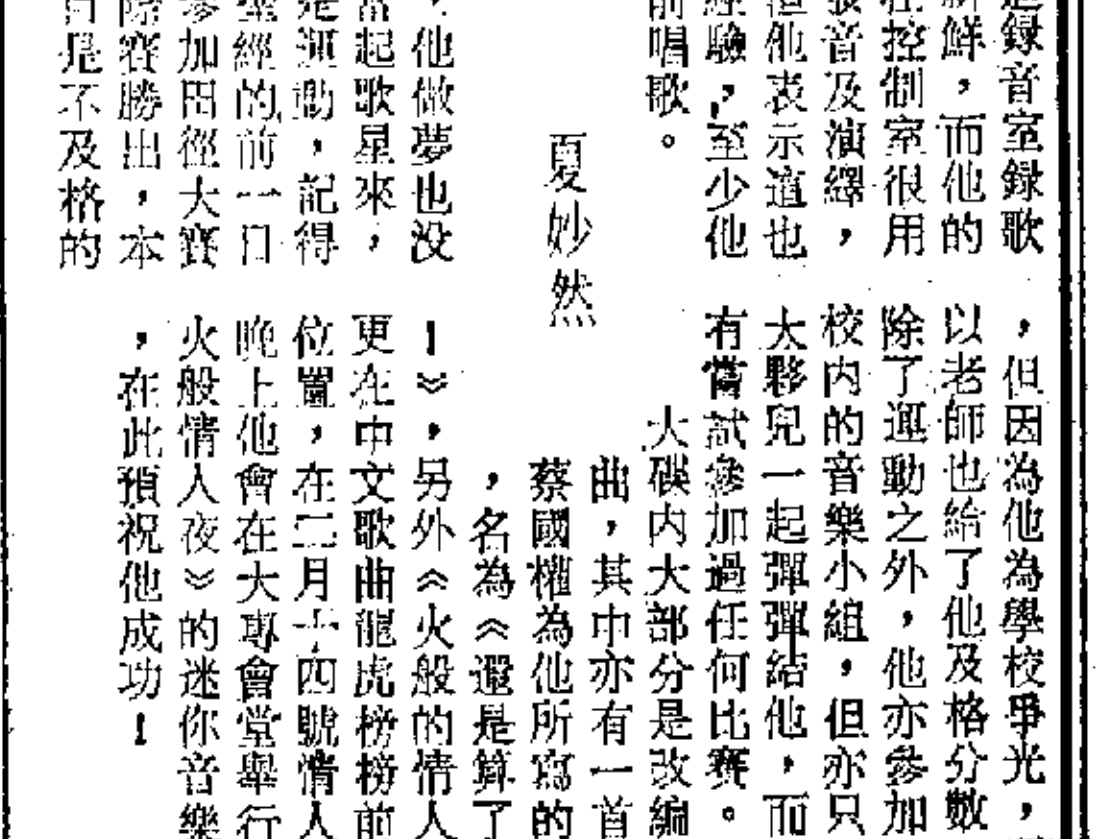 錄音室錄歌
鮮,而他的
在控制室很用
發音及演繹,
但他表示這也
經驗,至少他
前唱歌。
夏妙然
,他做夢也没
當起歌星來,
是運動,記得
聖經的前一日
參加田徑大賽
除賽勝出,本
目是不及格的
,但因為他為學校爭光,
以老師也給了他及格分數
除了運動之外,他亦參加
校内的音樂小組,但亦只
大夥兒一起彈彈結他,而
有嘗試參加過任何比賽。
大碟内大部分是改編
曲,其中亦有一首
蔡國權為他所寫的
,名為《還是算了
!》,另外《火般的情人
更在中文歌曲龍虎榜榜前
位置,在二月十四號情人
晚上他會在大專會堂舉行
火般情人夜》的迷你音樂
,在此預祝他成功!